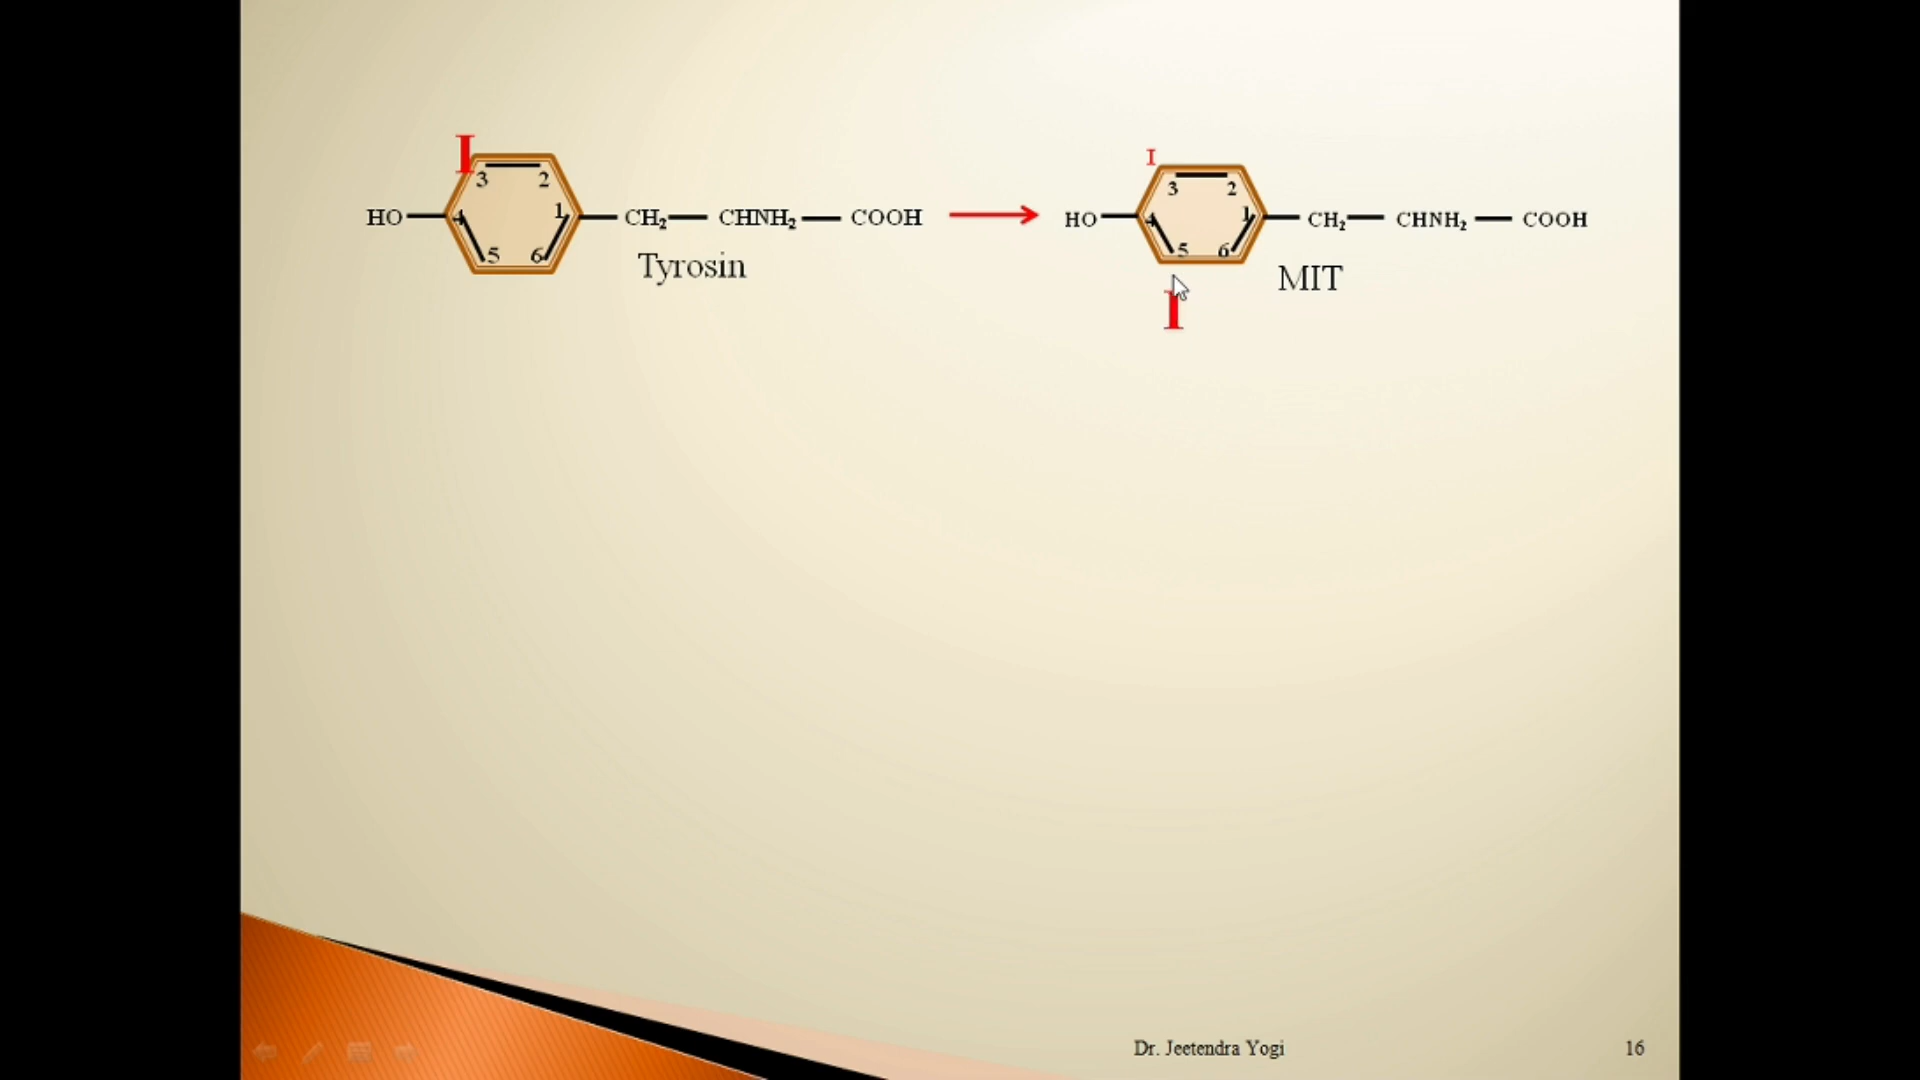 I
3 2
HO 4 1 CH₂ CHNH₂ COOH
5 6
Tyrosin
I
3 2
HO 4 1 CH₂ CHNH₂ COOH
5 6
MIT
I
Dr. Jeetendra Yogi
16